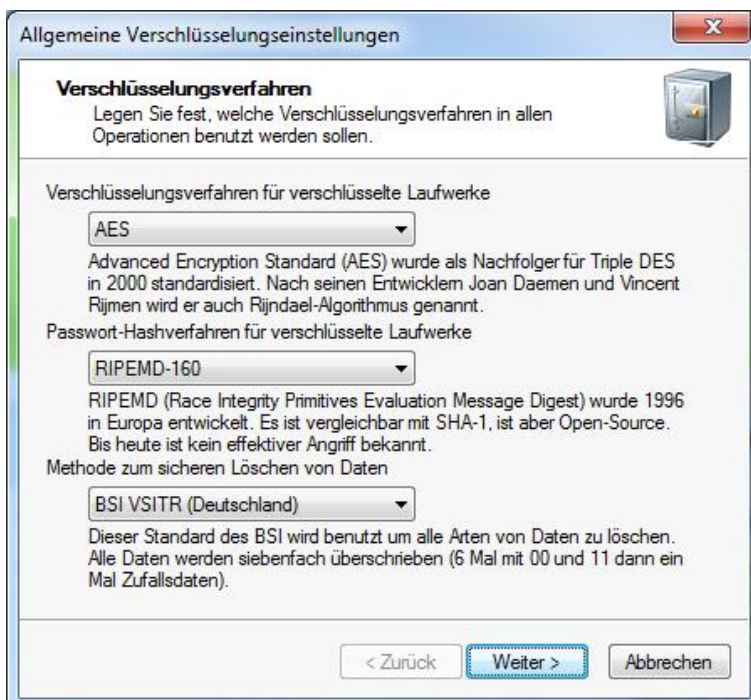 Allgemeine Verschlüsselungseinstellungen
Verschlüsselungsverfahren
Legen Sie fest, welche Verschlüsselungsverfahren in allen
Operationen benutzt werden sollen.
Verschlüsselungsverfahren für verschlüsselte Laufwerke
AES
Advanced Encryption Standard (AES) wurde als Nachfolger für Triple DES
in 2000 standardisiert. Nach seinen Entwicklern Joan Daemen und Vincent
Rijmen wird er auch Rijndael-Algorithmus genannt.
Passwort-Hashverfahren für verschlüsselte Laufwerke
RIPEMD-160
RIPEMD (Race Integrity Primitives Evaluation Message Digest) wurde 1996
in Europa entwickelt. Es ist vergleichbar mit SHA-1, ist aber Open-Source.
Bis heute ist kein effektiver Angriff bekannt.
Methode zum sicheren Löschen von Daten
BSI VSITR (Deutschland)
Dieser Standard des BSI wird benutzt um alle Arten von Daten zu löschen.
Alle Daten werden siebenfach überschrieben (6 Mal mit 00 und 11 dann ein
Mal Zufallsdaten).
< Zurück
Weiter >
Abbrechen